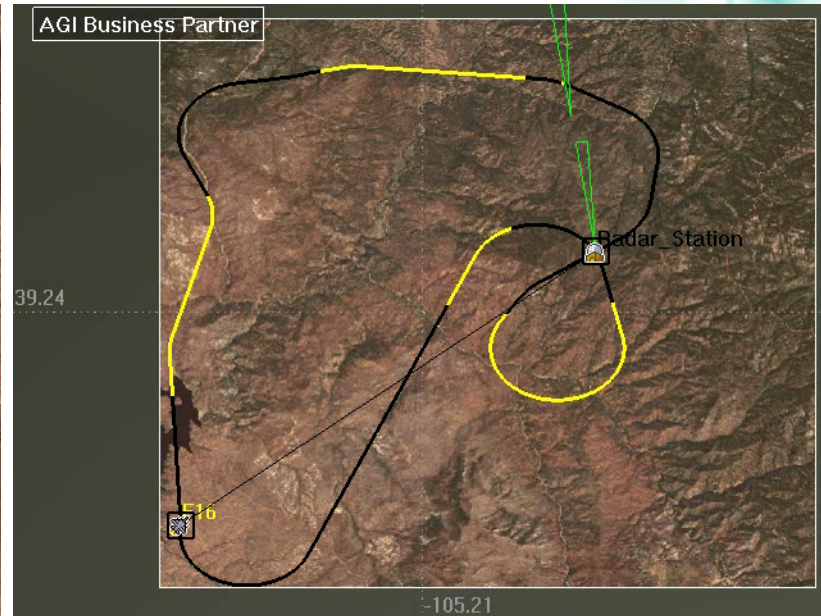 AGI Business Partner
Radar_Station
39.24
F16
-105.21